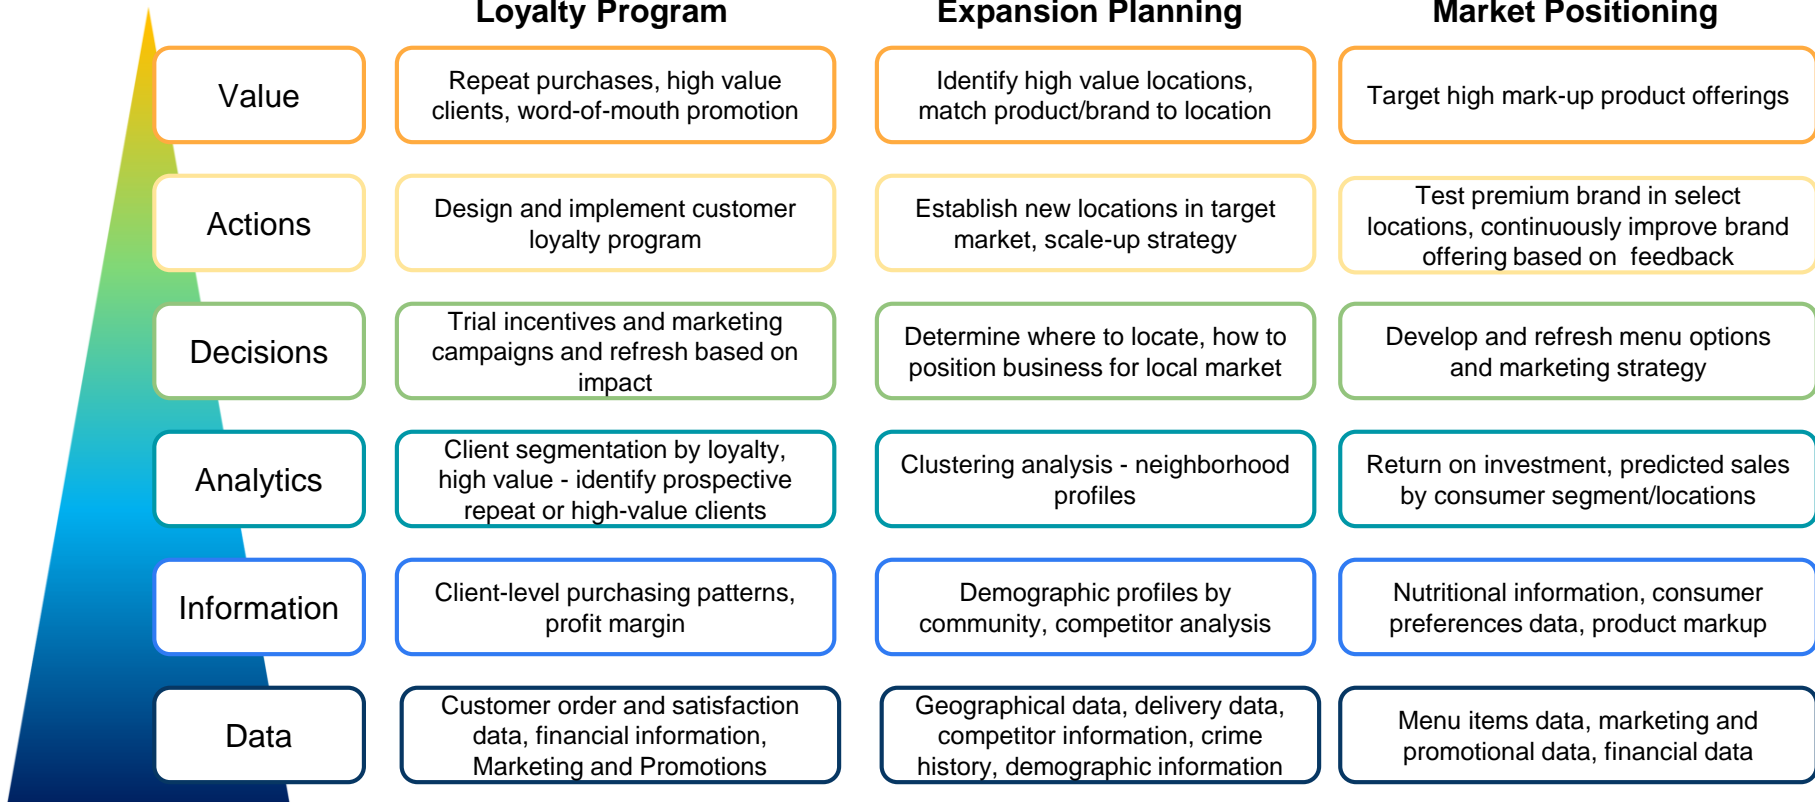 Loyalty Program
Expansion Planning
Market Positioning
Value
Repeat purchases, high value
clients, word-of-mouth promotion
Identify high value locations,
match product/brand to location
Target high mark-up product offerings
Actions
Design and implement customer
loyalty program
Establish new locations in target
market, scale-up strategy
Test premium brand in select
locations, continuously improve brand
offering based on  feedback
Decisions
Trial incentives and marketing
campaigns and refresh based on
impact
Determine where to locate, how to
position business for local market
Develop and refresh menu options
and marketing strategy
Analytics
Client segmentation by loyalty,
high value - identify prospective
repeat or high-value clients
Clustering analysis - neighborhood
profiles
Return on investment, predicted sales
by consumer segment/locations
Information
Client-level purchasing patterns,
profit margin
Demographic profiles by
community, competitor analysis
Nutritional information, consumer
preferences data, product markup
Data
Customer order and satisfaction
data, financial information,
Marketing and Promotions
Geographical data, delivery data,
competitor information, crime
history, demographic information
Menu items data, marketing and
promotional data, financial data